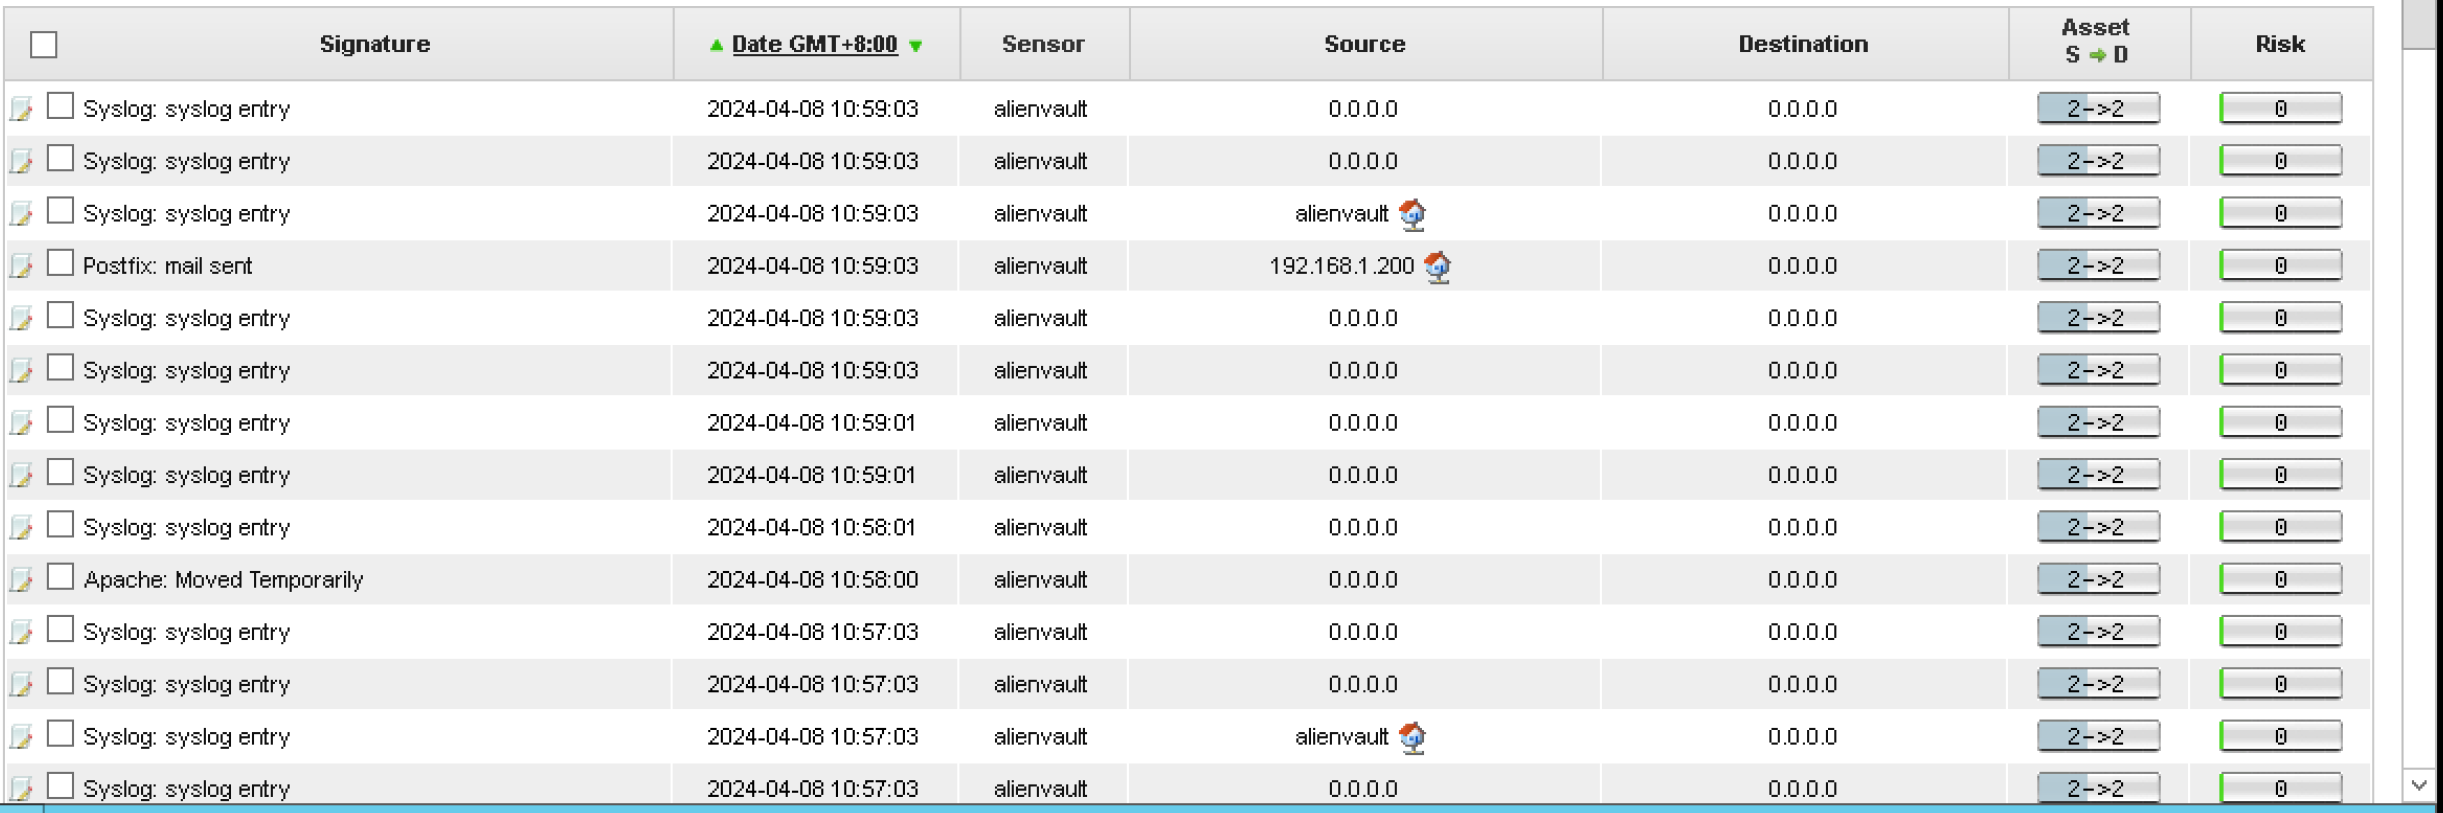 Signature Date GMT+8:00 Sensor Source Destination Asset S D Risk
Syslog: syslog entry 2024-04-08 10:59:03 alienvault 0.0.0.0 0.0.0.0 2->2 0
Syslog: syslog entry 2024-04-08 10:59:03 alienvault 0.0.0.0 0.0.0.0 2->2 0
Syslog: syslog entry 2024-04-08 10:59:03 alienvault alienvault 0.0.0.0 2->2 0
Postfix: mail sent 2024-04-08 10:59:03 alienvault 192.168.1.200 0.0.0.0 2->2 0
Syslog: syslog entry 2024-04-08 10:59:03 alienvault 0.0.0.0 0.0.0.0 2->2 0
Syslog: syslog entry 2024-04-08 10:59:03 alienvault 0.0.0.0 0.0.0.0 2->2 0
Syslog: syslog entry 2024-04-08 10:59:01 alienvault 0.0.0.0 0.0.0.0 2->2 0
Syslog: syslog entry 2024-04-08 10:59:01 alienvault 0.0.0.0 0.0.0.0 2->2 0
Syslog: syslog entry 2024-04-08 10:58:01 alienvault 0.0.0.0 0.0.0.0 2->2 0
Apache: Moved Temporarily 2024-04-08 10:58:00 alienvault 0.0.0.0 0.0.0.0 2->2 0
Syslog: syslog entry 2024-04-08 10:57:03 alienvault 0.0.0.0 0.0.0.0 2->2 0
Syslog: syslog entry 2024-04-08 10:57:03 alienvault 0.0.0.0 0.0.0.0 2->2 0
Syslog: syslog entry 2024-04-08 10:57:03 alienvault alienvault 0.0.0.0 2->2 0
Syslog: syslog entry 2024-04-08 10:57:03 alienvault 0.0.0.0 0.0.0.0 2->2 0